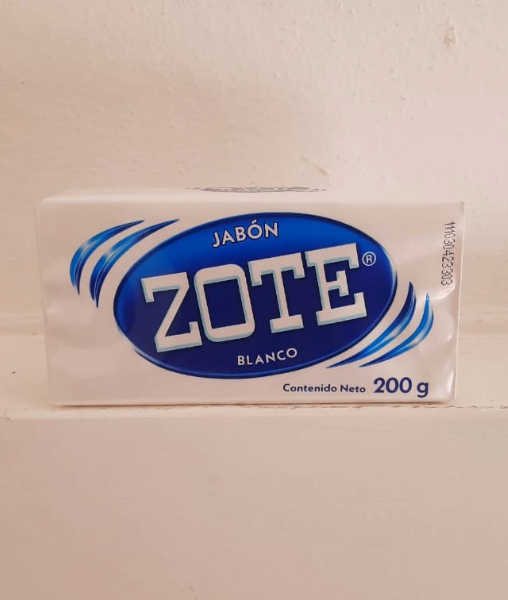 JABÓN
ZOTE®
BLANCO
Contenido Neto 200 g